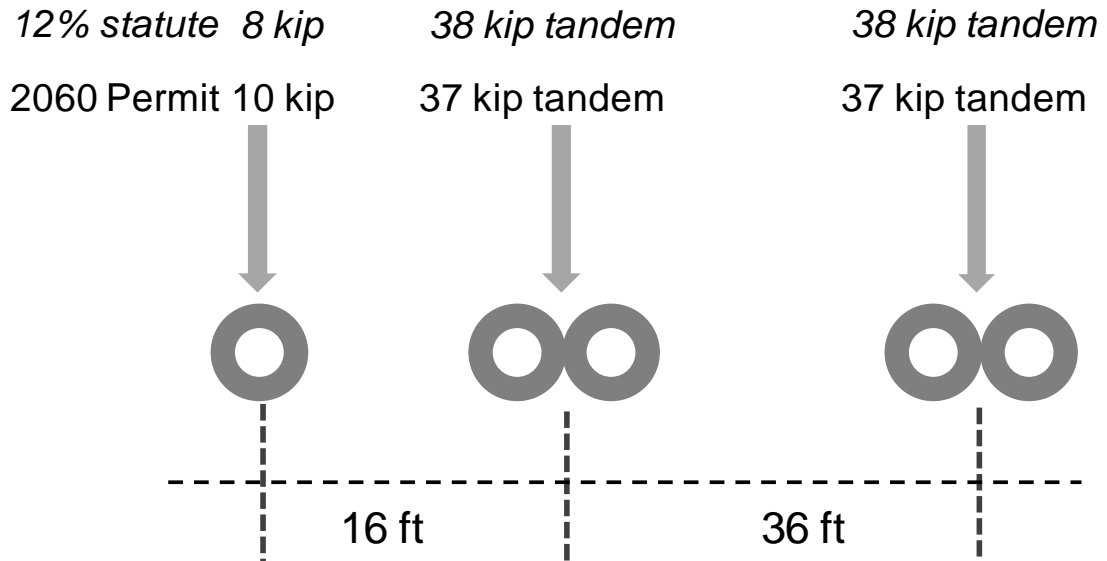 12% statute 8 kip 38 kip tandem 38 kip tandem
2060 Permit 10 kip 37 kip tandem 37 kip tandem
16 ft 36 ft